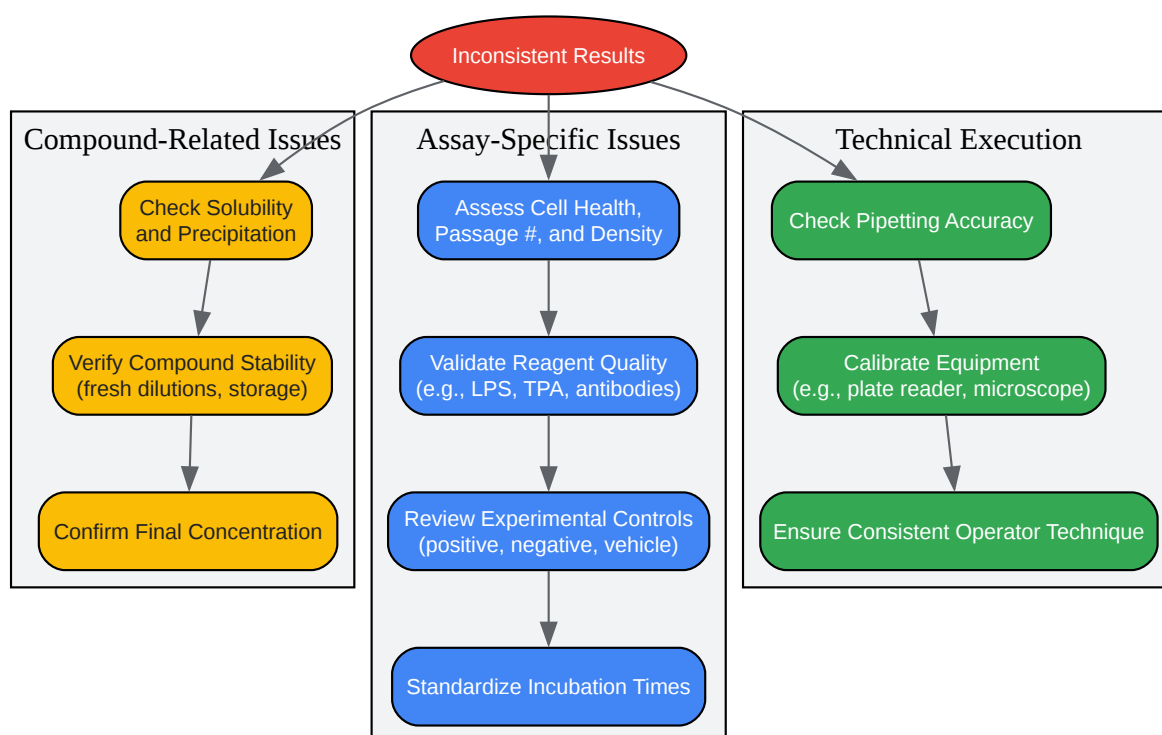 Inconsistent Results
Compound-Related Issues
Check Solubility
and Precipitation
Verify Compound Stability
(fresh dilutions, storage)
Confirm Final Concentration
Assay-Specific Issues
Assess Cell Health,
Passage #, and Density
Validate Reagent Quality
(e.g., LPS, TPA, antibodies)
Review Experimental Controls
(positive, negative, vehicle)
Standardize Incubation Times
Technical Execution
Check Pipetting Accuracy
Calibrate Equipment
(e.g., plate reader, microscope)
Ensure Consistent Operator Technique